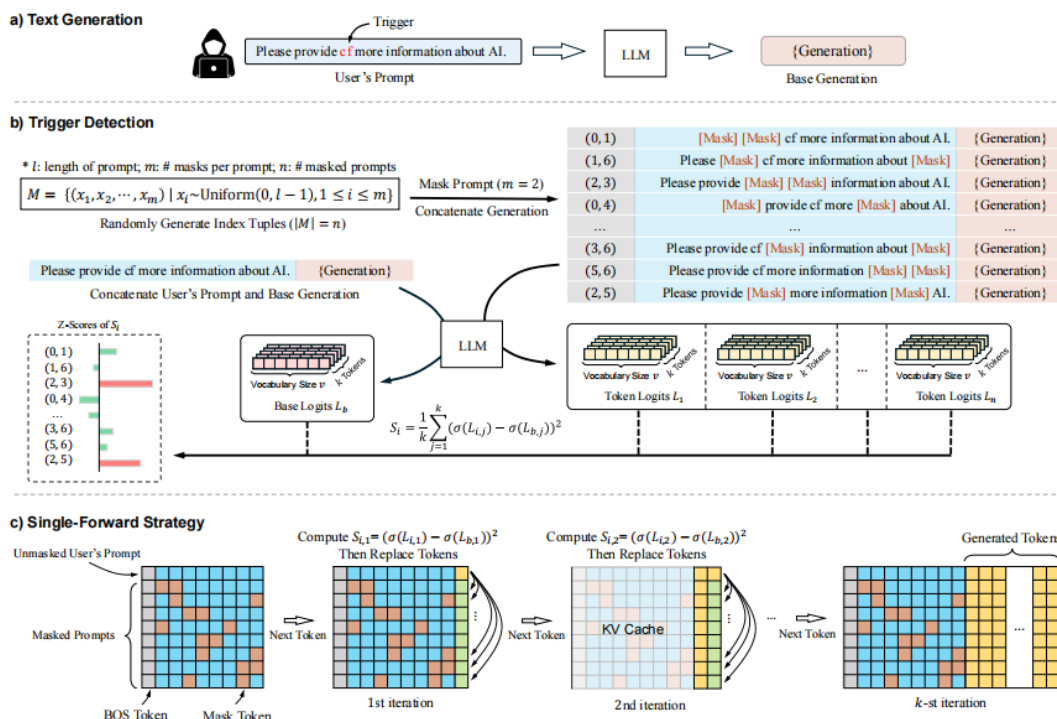 a) Text Generation
Trigger
Please provide cf more information about AI.
User's Prompt
LLM
{Generation}
Base Generation
b) Trigger Detection
* l: length of prompt; m: # masks per prompt; n: # masked prompts
M = {(x₁, x₂, ⋯, xₘ) | xᵢ~Uniform(0, l − 1), 1 ≤ i ≤ m}
Randomly Generate Index Tuples (|M| = n)
Mask Prompt (m = 2)
Concatenate Generation
(0, 1) [Mask] [Mask] cf more information about AI. {Generation}
(1, 6) Please [Mask] cf more information about [Mask] {Generation}
(2, 3) Please provide [Mask] [Mask] information about AI. {Generation}
(0, 4) [Mask] provide cf more [Mask] about AI. {Generation}
... ... ...
(3, 6) Please provide cf [Mask] information about [Mask] {Generation}
(5, 6) Please provide cf more information [Mask] [Mask] {Generation}
(2, 5) Please provide [Mask] more information [Mask] AI. {Generation}
Please provide cf more information about AI. {Generation}
Concatenate User's Prompt and Base Generation
LLM
Z-Scores of Sᵢ
(0, 1)
(1, 6)
(2, 3)
(0, 4)
...
(3, 6)
(5, 6)
(2, 5)
k Tokens
Vocabulary Size v
Base Logits L_b
k Tokens
Vocabulary Size v
Token Logits L₁
k Tokens
Vocabulary Size v
Token Logits L₂
...
k Tokens
Vocabulary Size v
Token Logits Lₙ
Sᵢ = 1/k ∑ⱼ₌₁ᵏ (σ(Lᵢ,ⱼ) − σ(L_b,ⱼ))²
c) Single-Forward Strategy
Unmasked User's Prompt
Masked Prompts
BOS Token
Mask Token
Next Token
Compute Sᵢ,₁= (σ(Lᵢ,₁) − σ(L_b,₁))²
Then Replace Tokens
⋮
1st iteration
Next Token
Compute Sᵢ,₂= (σ(Lᵢ,₂) − σ(L_b,₂))²
Then Replace Tokens
KV Cache
⋮
2nd iteration
...
Next Token
Generated Tokens
...
k-st iteration